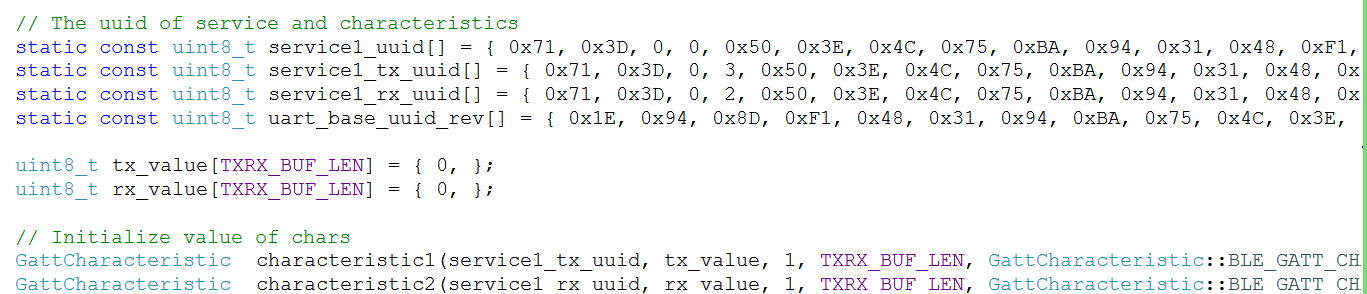 // The uuid of service and characteristics
static const uint8_t service1_uuid[] = { 0x71, 0x3D, 0, 0, 0x50, 0x3E, 0x4C, 0x75, 0xBA, 0x94, 0x31, 0x48, 0xF1,
static const uint8_t service1_tx_uuid[] = { 0x71, 0x3D, 0, 3, 0x50, 0x3E, 0x4C, 0x75, 0xBA, 0x94, 0x31, 0x48, 0x
static const uint8_t service1_rx_uuid[] = { 0x71, 0x3D, 0, 2, 0x50, 0x3E, 0x4C, 0x75, 0xBA, 0x94, 0x31, 0x48, 0x
static const uint8_t uart_base_uuid_rev[] = { 0x1E, 0x94, 0x8D, 0xF1, 0x48, 0x31, 0x94, 0xBA, 0x75, 0x4C, 0x3E,
uint8_t tx_value[TXRX_BUF_LEN] = { 0, };
uint8_t rx_value[TXRX_BUF_LEN] = { 0, };
// Initialize value of chars
GattCharacteristic  characteristic1(service1_tx_uuid, tx_value, 1, TXRX_BUF_LEN, GattCharacteristic::BLE_GATT_CHA
GattCharacteristic  characteristic2(service1_rx_uuid, rx_value, 1, TXRX_BUF_LEN, GattCharacteristic::BLE_GATT_CHA